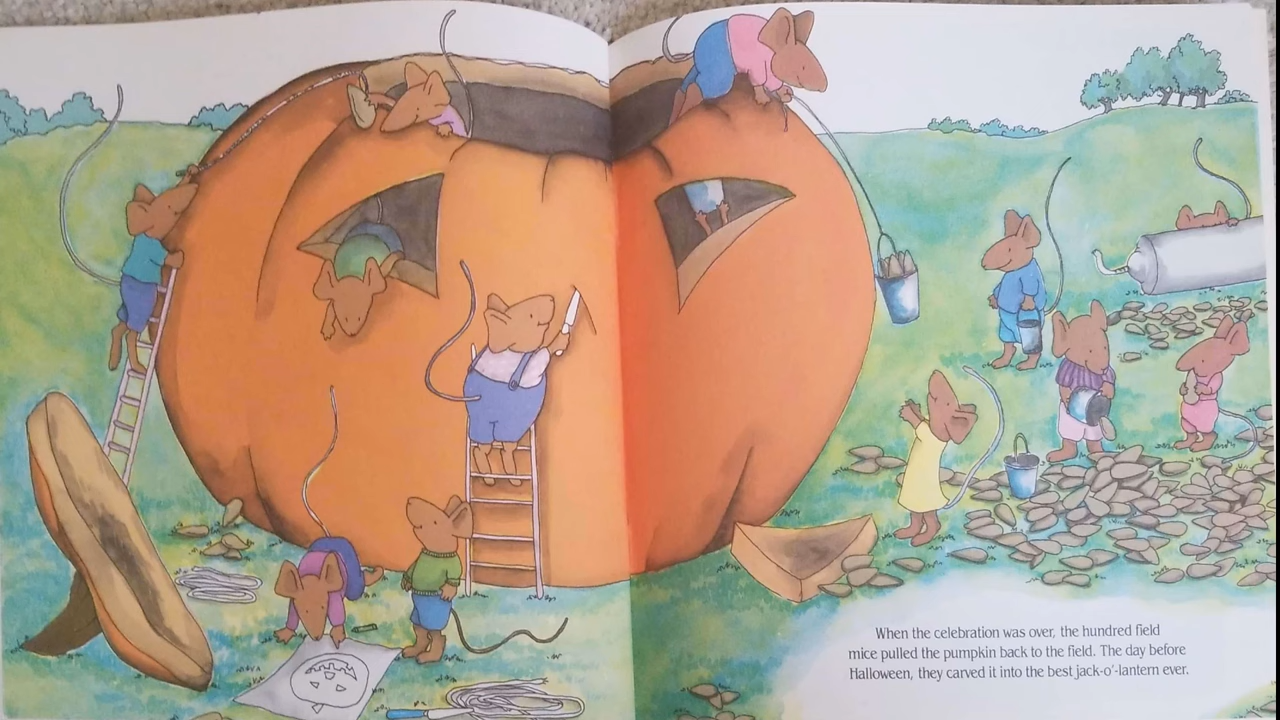 When the celebration was over, the hundred field
mice pulled the pumpkin back to the field. The day before
Halloween, they carved it into the best jack-o'-lantern ever.